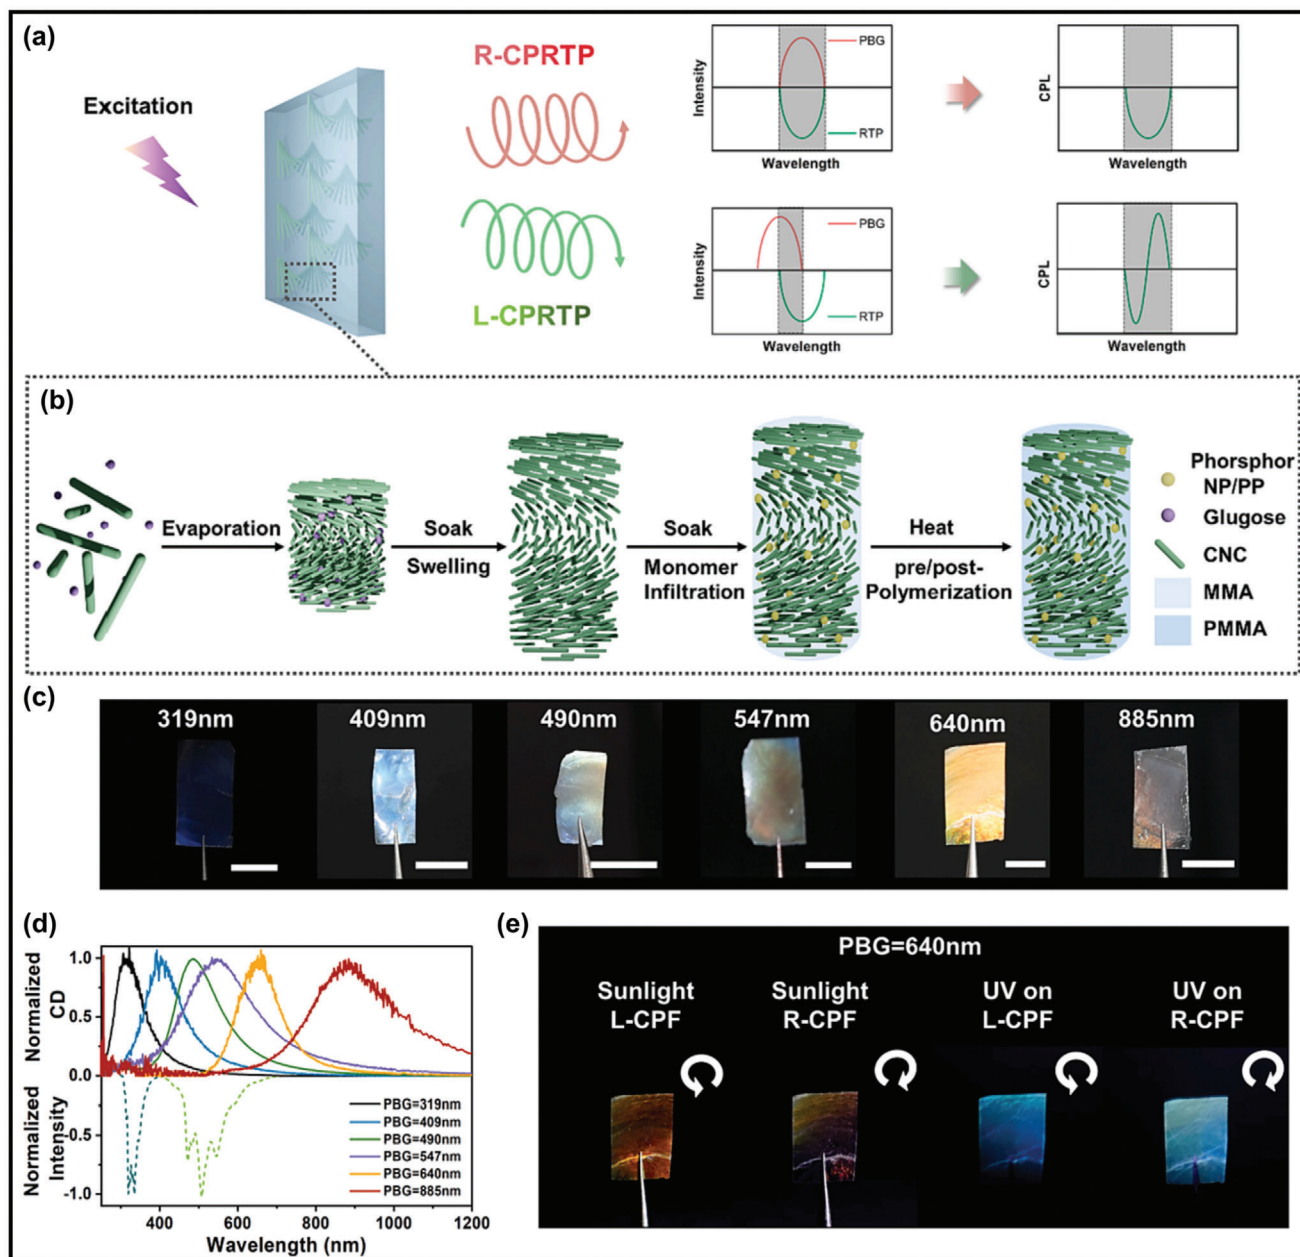 (a)
Excitation
R-CPRTP
L-CPRTP
Intensity
PBG
RTP
Wavelength
CPL
Wavelength
Intensity
PBG
RTP
Wavelength
CPL
Wavelength
(b)
Evaporation
Soak
Swelling
Soak
Monomer
Infiltration
Heat
pre/post-
Polymerization
Phorsphor
NP/PP
Glugose
CNC
MMA
PMMA
(c)
319nm
409nm
490nm
547nm
640nm
885nm
(d)
Normalized
CD
1.0
0.5
0.0
Normalized
Intensity
-0.5
-1.0
PBG=319nm
PBG=409nm
PBG=490nm
PBG=547nm
PBG=640nm
PBG=885nm
400 600 800 1000 1200
Wavelength (nm)
(e)
PBG=640nm
Sunlight
L-CPF
Sunlight
R-CPF
UV on
L-CPF
UV on
R-CPF